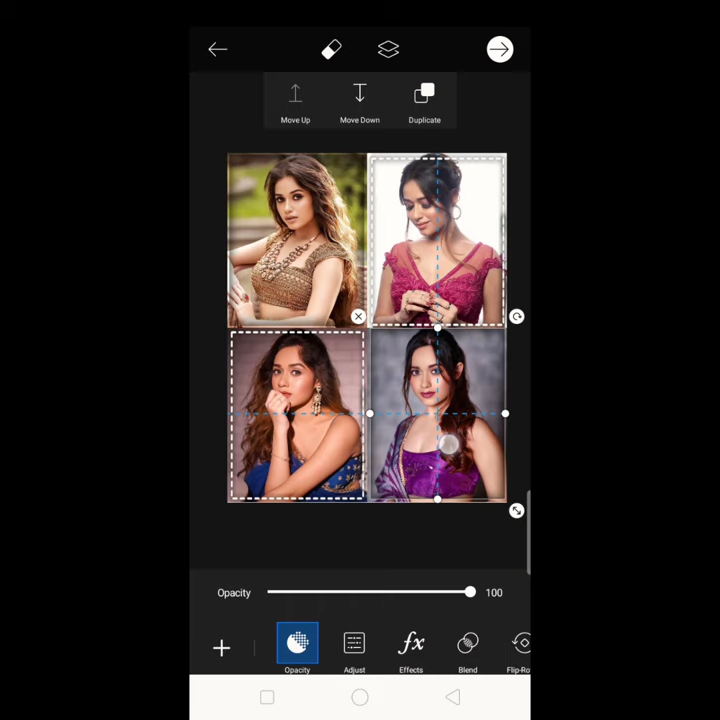 Move Up Move Down Duplicate
Opacity 100
Opacity Adjust Effects Blend Flip-Ro